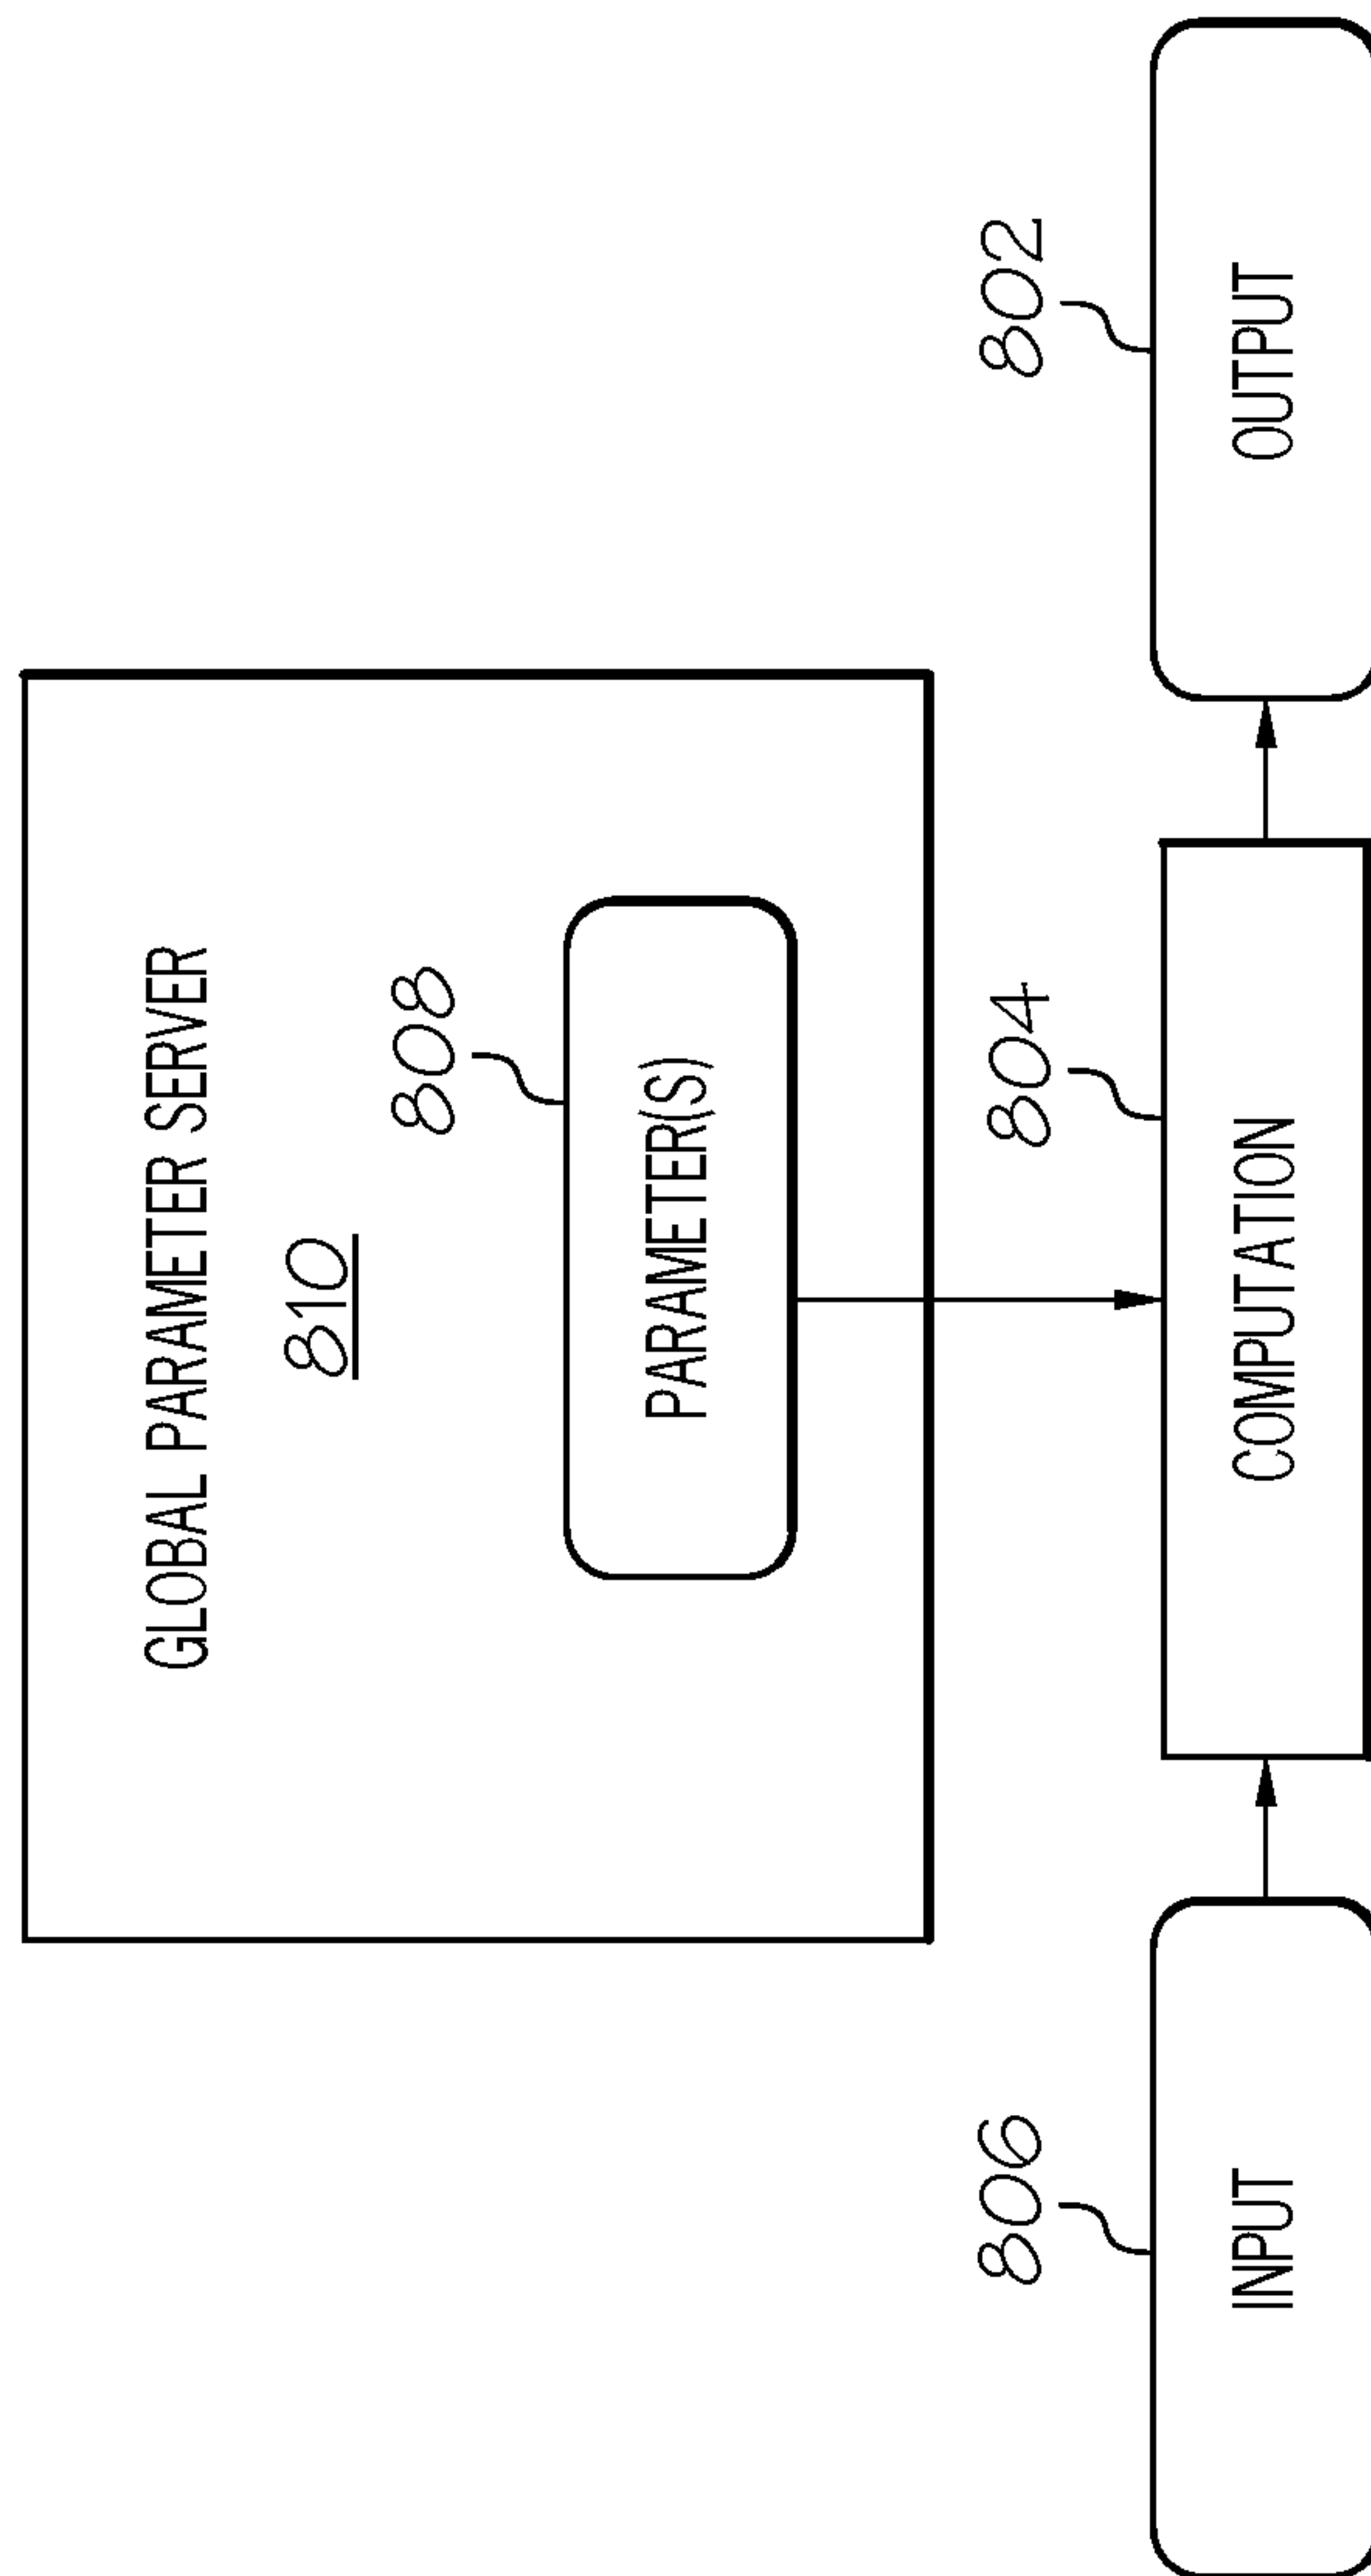 GLOBAL PARAMETER SERVER
810
808
PARAMETER(S)
806
804
802
INPUT
COMPUTATION
OUTPUT